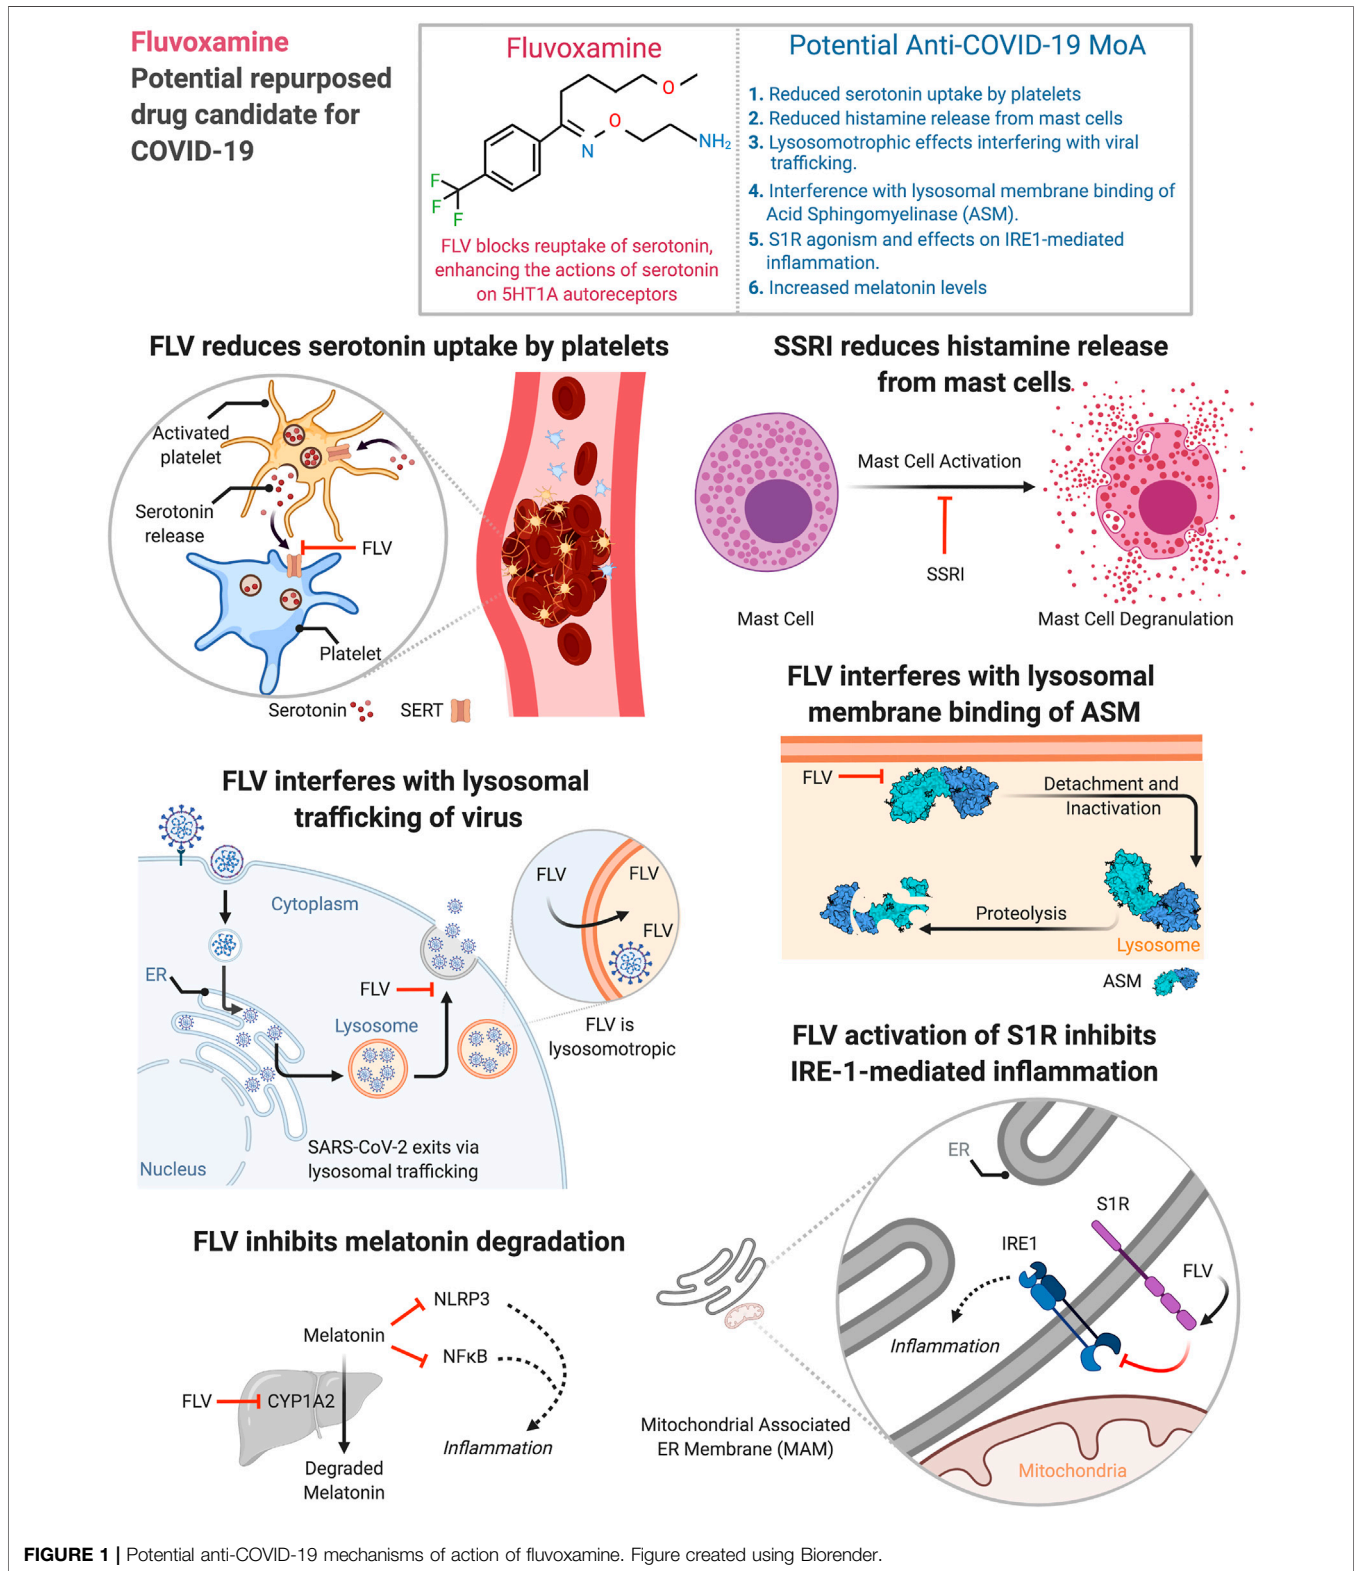 Fluvoxamine
Potential repurposed
drug candidate for
COVID-19
Fluvoxamine
O
O
N
NH₂
F
F
F
FLV blocks reuptake of serotonin,
enhancing the actions of serotonin
on 5HT1A autoreceptors
Potential Anti-COVID-19 MoA
1. Reduced serotonin uptake by platelets
2. Reduced histamine release from mast cells
3. Lysosomotrophic effects interfering with viral
trafficking.
4. Interference with lysosomal membrane binding of
Acid Sphingomyelinase (ASM).
5. S1R agonism and effects on IRE1-mediated
inflammation.
6. Increased melatonin levels
FLV reduces serotonin uptake by platelets
Activated
platelet
Serotonin
release
FLV
Platelet
Serotonin
SERT
SSRI reduces histamine release
from mast cells
Mast Cell Activation
SSRI
Mast Cell
Mast Cell Degranulation
FLV interferes with lysosomal
membrane binding of ASM
FLV
Detachment and
Inactivation
Proteolysis
Lysosome
ASM
FLV interferes with lysosomal
trafficking of virus
Cytoplasm
ER
FLV
Lysosome
FLV
FLV
FLV
FLV is
lysosomotropic
SARS-CoV-2 exits via
lysosomal trafficking
Nucleus
FLV activation of S1R inhibits
IRE-1-mediated inflammation
ER
S1R
IRE1
FLV
Inflammation
Mitochondrial Associated
ER Membrane (MAM)
Mitochondria
FLV inhibits melatonin degradation
NLRP3
Melatonin
NFκB
FLV
CYP1A2
Inflammation
Degraded
Melatonin
FIGURE 1 | Potential anti-COVID-19 mechanisms of action of fluvoxamine. Figure created using Biorender.